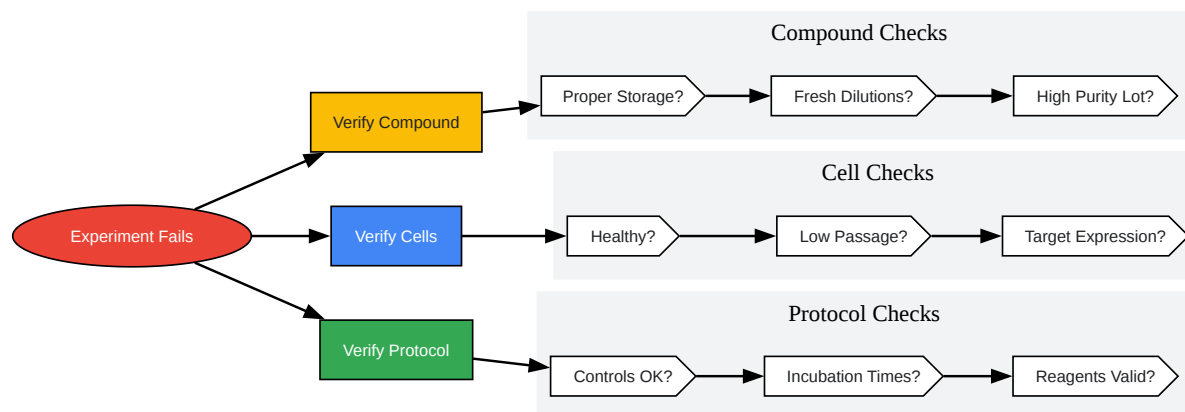 Compound Checks
Proper Storage?
Fresh Dilutions?
High Purity Lot?
Verify Compound
Cell Checks
Experiment Fails
Verify Cells
Healthy?
Low Passage?
Target Expression?
Protocol Checks
Verify Protocol
Controls OK?
Incubation Times?
Reagents Valid?